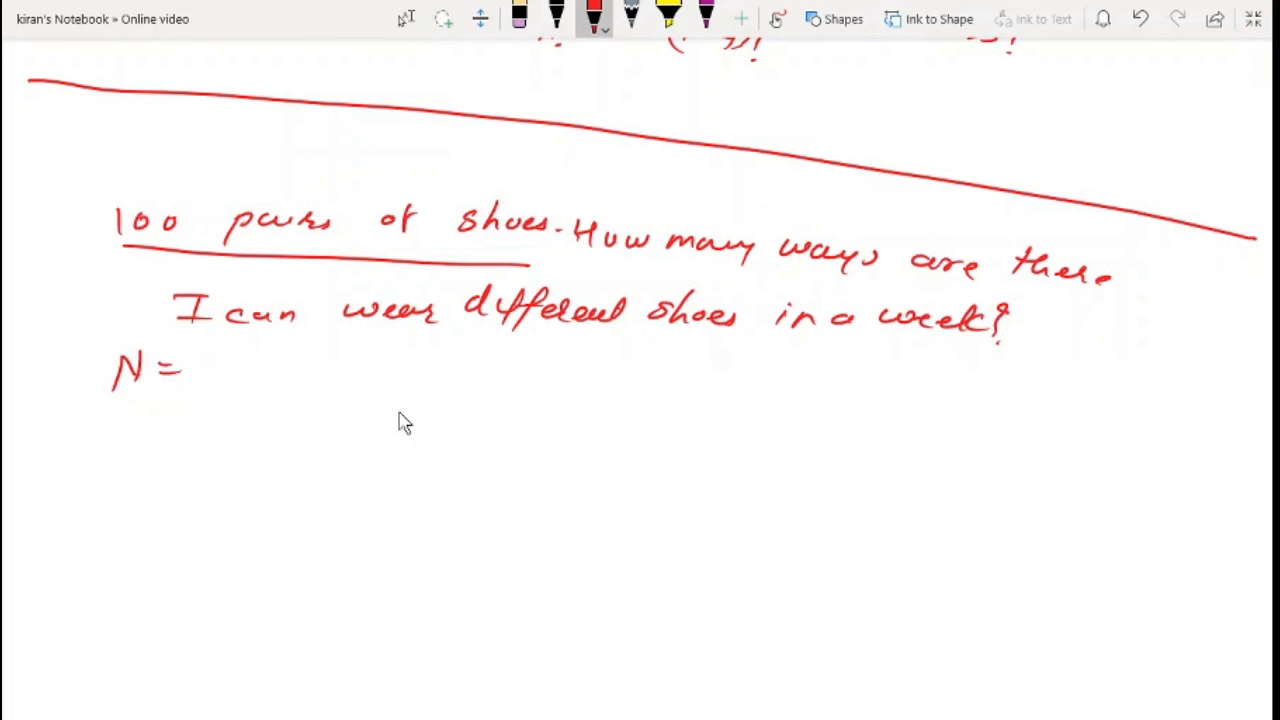 kiran's Notebook » Online video
Shapes
Ink to Shape
Ink to Text
100 pairs of shoes. How many ways are there
I can wear different shoes in a week?
N =